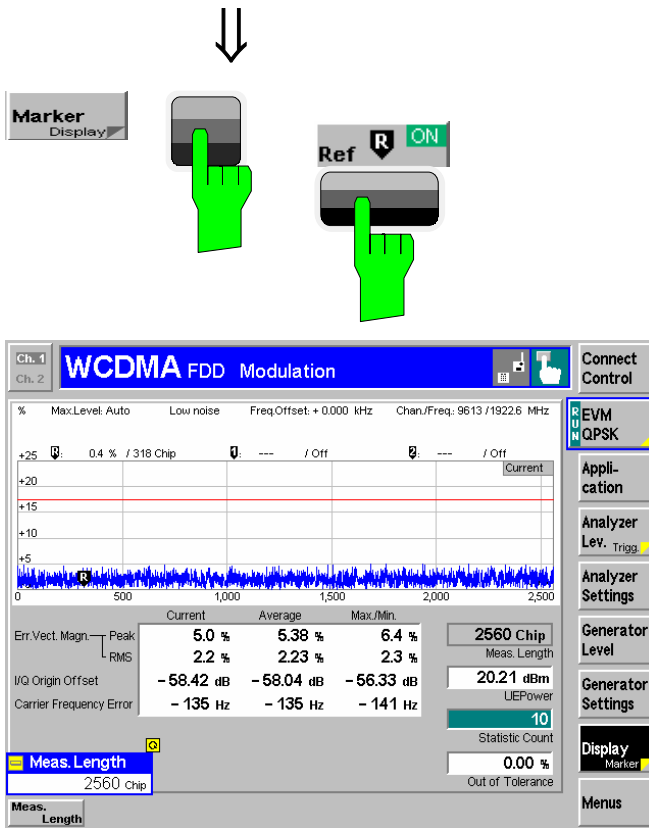 Marker
Display
Ref R ON
Ch. 1
Ch. 2
WCDMA FDD Modulation
Connect
Control
% Max.Level: Auto Low noise Freq.Offset: + 0.000 kHz Chan./Freq.: 9613 / 1922.6 MHz
RUN
EVM
QPSK
R: 0.4 % / 318 Chip 1: --- / Off 2: --- / Off
Current
+25
+20
+15
+10
+5
R
0 500 1,000 1,500 2,000 2,500
Appli-
cation
Analyzer
Lev. Trigg.
Analyzer
Settings
Generator
Level
Generator
Settings
Display
Marker
Menus
Current Average Max./Min.
Err.Vect. Magn. Peak 5.0 % 5.38 % 6.4 %
RMS 2.2 % 2.23 % 2.3 %
I/Q Origin Offset – 58.42 dB – 58.04 dB – 56.33 dB
Carrier Frequency Error – 135 Hz – 135 Hz – 141 Hz
2560 Chip
Meas. Length
20.21 dBm
UEPower
10
Statistic Count
0.00 %
Out of Tolerance
Meas. Length
2560 Chip
Meas.
Length